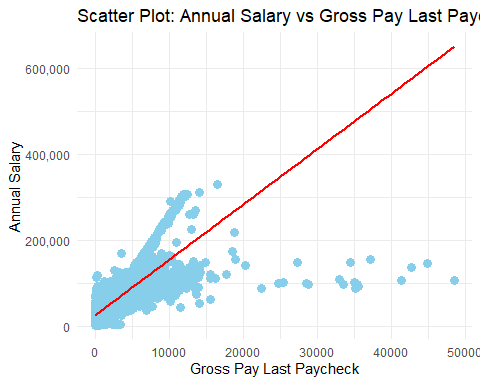 Scatter Plot: Annual Salary vs Gross Pay Last Payc
600,000
400,000
200,000
0
Annual Salary
0 10000 20000 30000 40000 50000
Gross Pay Last Paycheck